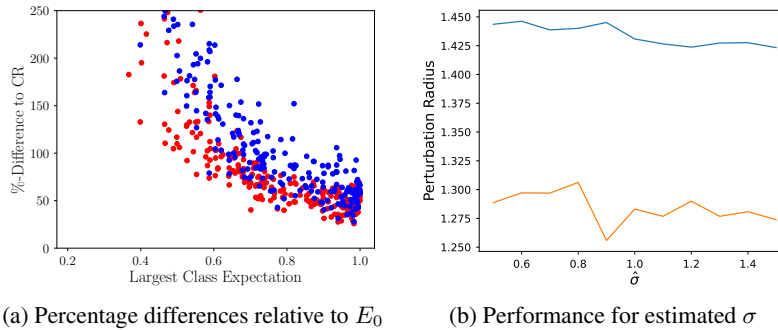 250
200
150
100
50
0
%-Difference to CR
0.2 0.4 0.6 0.8 1.0
Largest Class Expectation
(a) Percentage differences relative to E0
1.450
1.425
1.400
1.375
1.350
1.325
1.300
1.275
1.250
Perturbation Radius
0.6 0.8 1.0 1.2 1.4
σ̂
(b) Performance for estimated σ